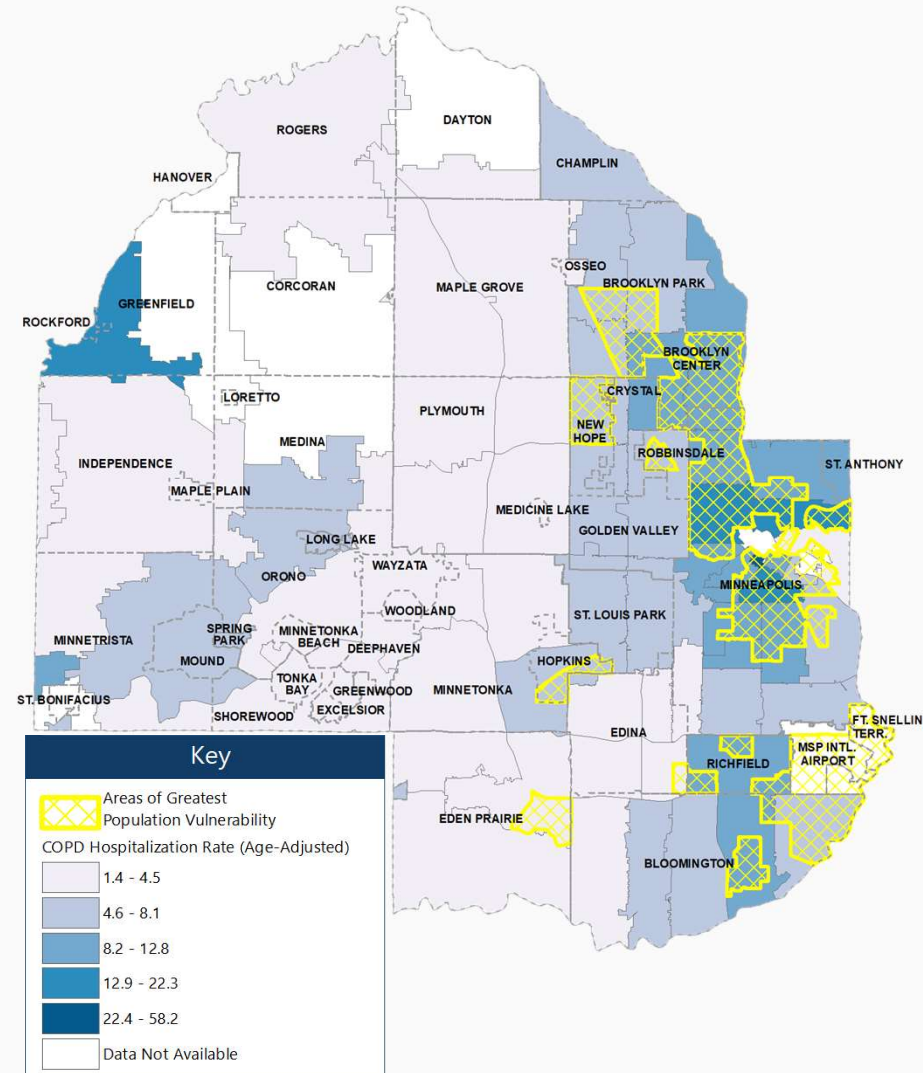 DAYTON
ROGERS
CHAMPLIN
HANOVER
OSSEO
CORCORAN
MAPLE GROVE
BROOKLYN PARK
GREENFIELD
ROCKFORD
BROOKLYN
CENTER
CRYSTAL
LORETTO
PLYMOUTH
NEW
HOPE
MEDINA
ROBBINSDALE
INDEPENDENCE
ST. ANTHONY
MAPLE PLAIN
MEDICINE LAKE
GOLDEN VALLEY
LONG LAKE
WAYZATA
ORONO
MINNEAPOLIS
WOODLAND
ST. LOUIS PARK
SPRING
PARK
MINNETONKA
BEACH
MINNETRISTA
DEEPHAVEN
MOUND
HOPKINS
TONKA
BAY
GREENWOOD
MINNETONKA
ST. BONIFACIUS
EXCELSIOR
SHOREWOOD
FT. SNELLIN
TERR.
EDINA
MSP INTL.
AIRPORT
RICHFIELD
EDEN PRAIRIE
BLOOMINGTON
Key
Areas of Greatest
Population Vulnerability
COPD Hospitalization Rate (Age-Adjusted)
1.4 - 4.5
4.6 - 8.1
8.2 - 12.8
12.9 - 22.3
22.4 - 58.2
Data Not Available